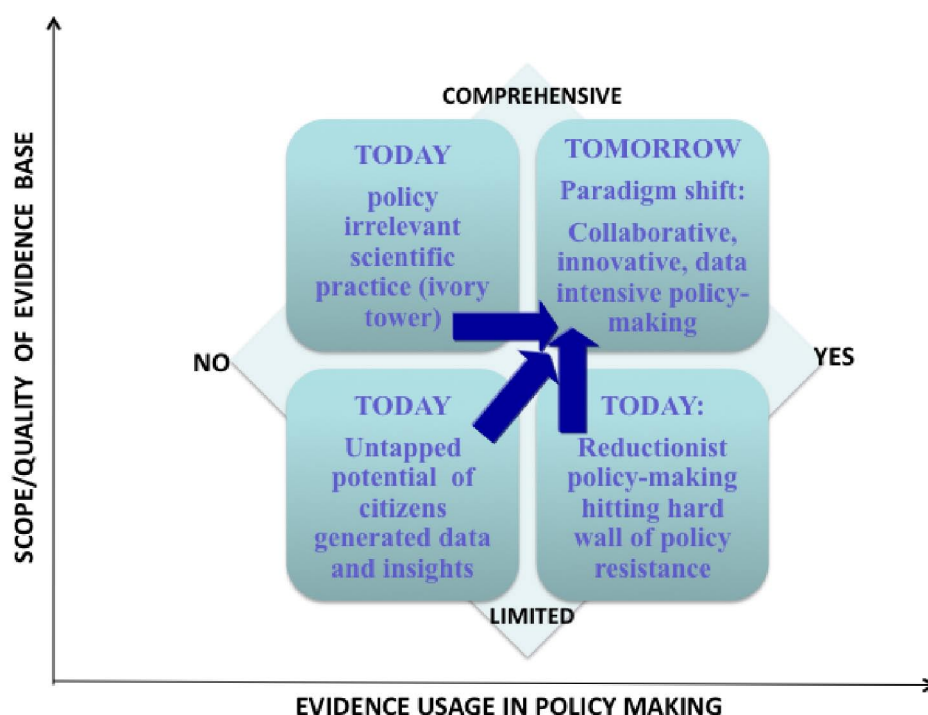 SCOPE/QUALITY OF EVIDENCE BASE
COMPREHENSIVE
TODAY
policy
irrelevant
scientific
practice (ivory
tower)
TOMORROW
Paradigm shift:
Collaborative,
innovative, data
intensive policy-
making
NO
YES
TODAY
Untapped
potential of
citizens
generated data
and insights
TODAY:
Reductionist
policy-making
hitting hard
wall of policy
resistance
LIMITED
EVIDENCE USAGE IN POLICY MAKING